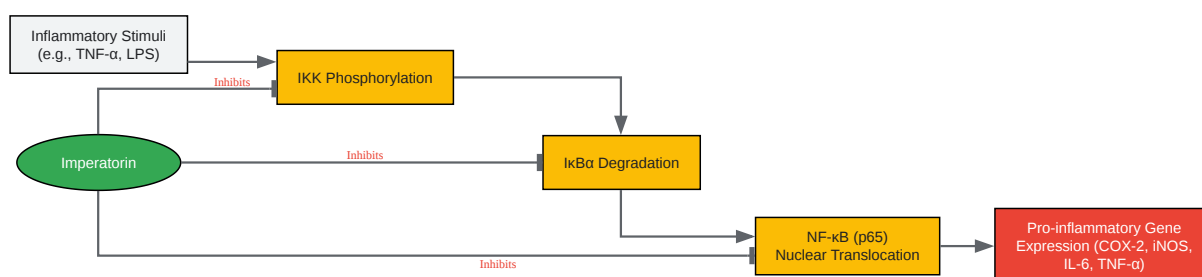 Inflammatory Stimuli
(e.g., TNF-α, LPS)
IKK Phosphorylation
Inhibits
Imperatorin
Inhibits
IκBα Degradation
NF-κB (p65)
Nuclear Translocation
Inhibits
Pro-inflammatory Gene
Expression (COX-2, iNOS,
IL-6, TNF-α)